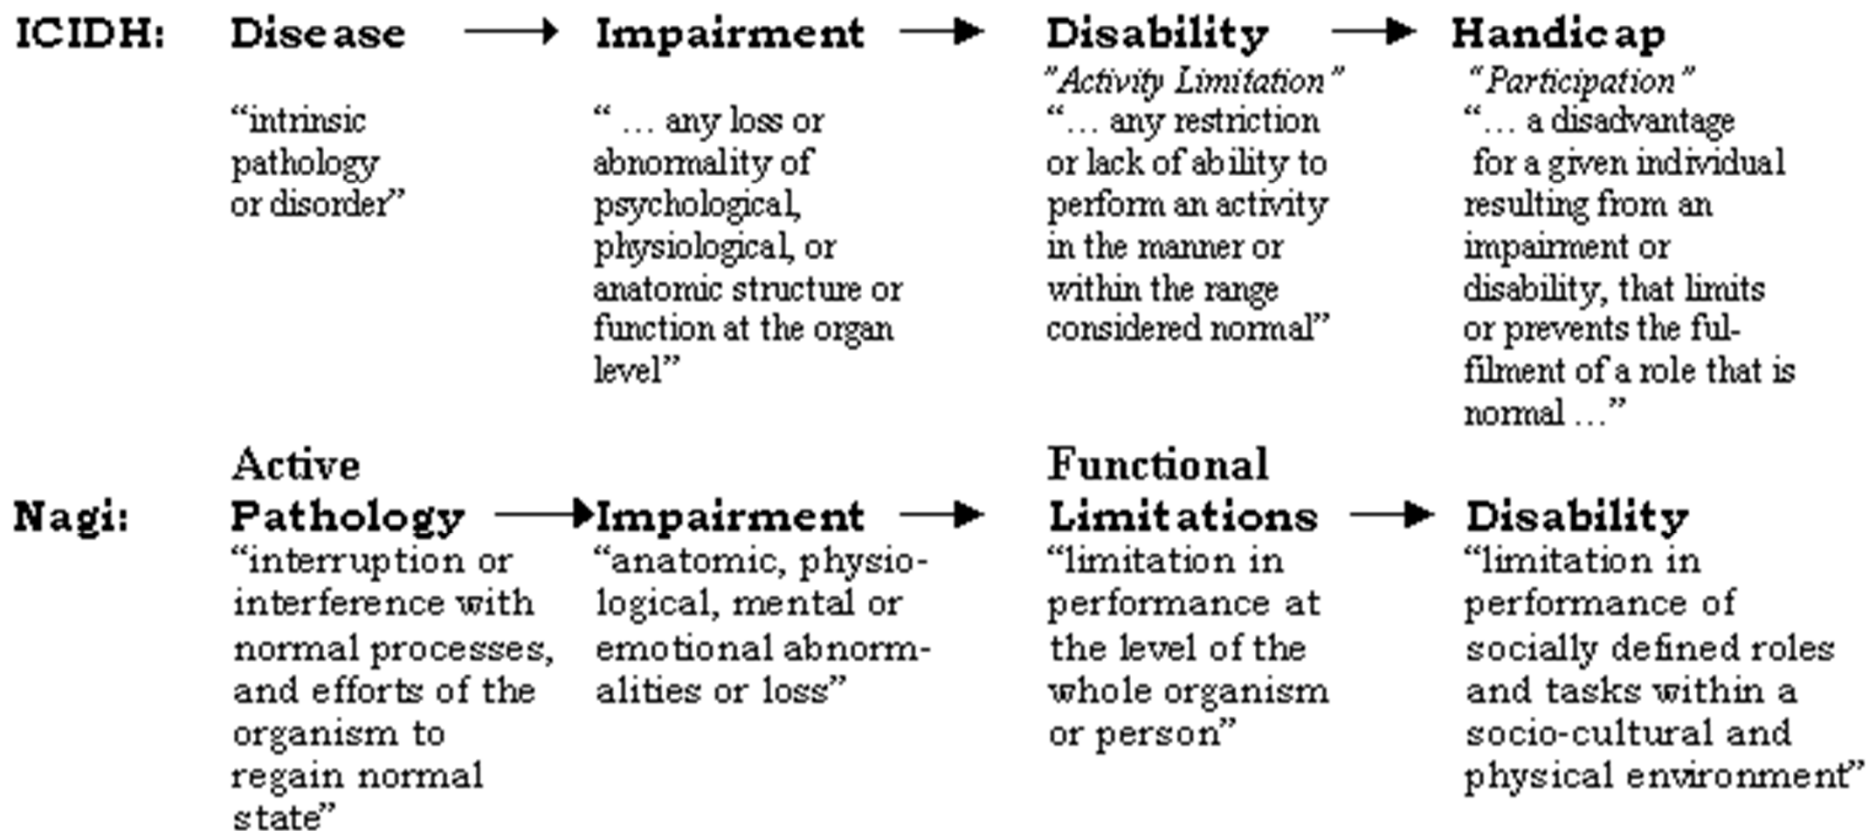 ICIDH: Disease Impairment Disability Handicap
"Activity Limitation" "Participation"
"intrinsic
pathology
or disorder"
" … any loss or
abnormality of
psychological,
physiological, or
anatomic structure or
function at the organ
level"
"… any restriction
or lack of ability to
perform an activity
in the manner or
within the range
considered normal"
"… a disadvantage
for a given individual
resulting from an
impairment or
disability, that limits
or prevents the ful-
filment of a role that is
normal …"
Nagi:
Active
Pathology
"interruption or
interference with
normal processes,
and efforts of the
organism to
regain normal
state"
Impairment
"anatomic, physio-
logical, mental or
emotional abnorm-
alities or loss"
Functional
Limitations
"limitation in
performance at
the level of the
whole organism
or person"
Disability
"limitation in
performance of
socially defined roles
and tasks within a
socio-cultural and
physical environment"